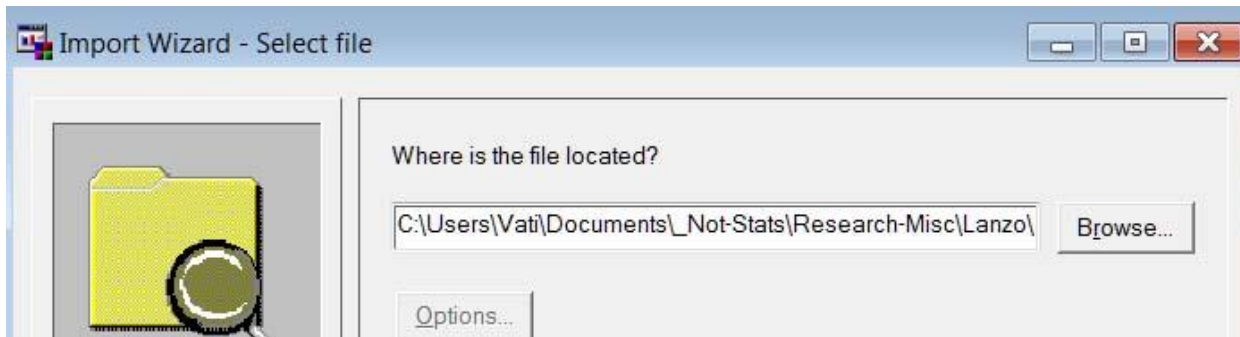 Import Wizard - Select file
Where is the file located?
C:\Users\Vati\Documents\_Not-Stats\Research-Misc\Lanzo\
Browse...
Options...